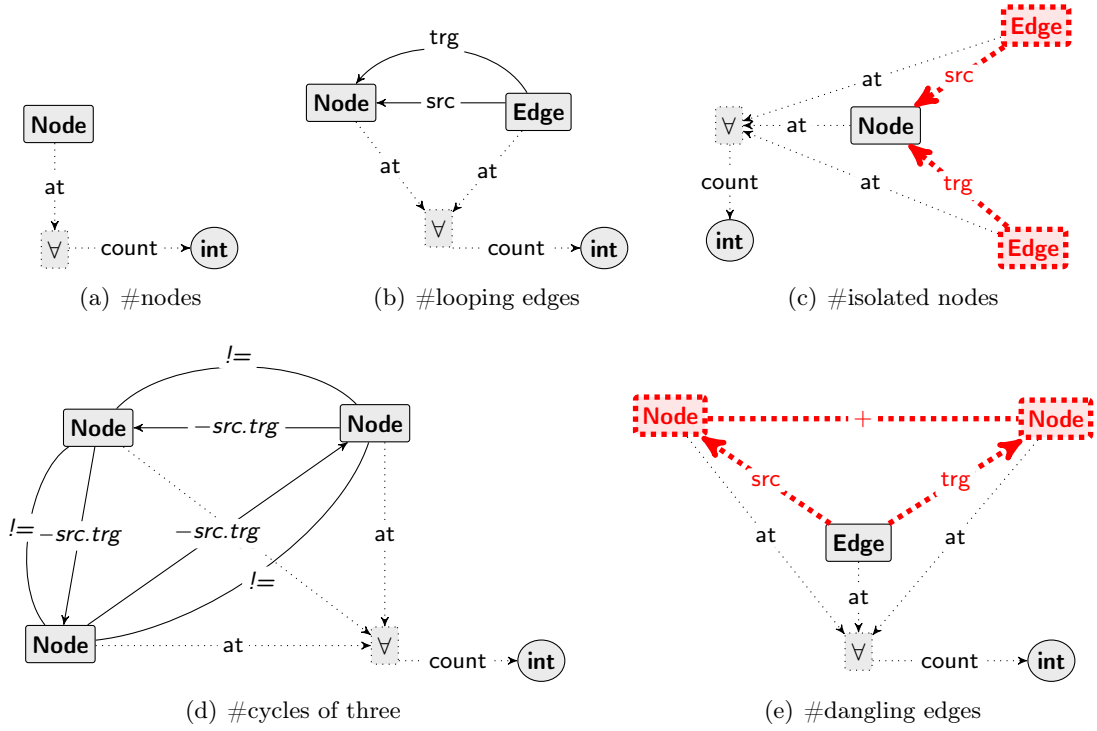 Node
at
∀
count
int
(a) #nodes
trg
Node
src
Edge
at
at
∀
count
int
(b) #looping edges
Edge
at
src
∀
at
Node
count
at
trg
int
Edge
(c) #isolated nodes
!=
Node
−src.trg
Node
!=
−src.trg
−src.trg
at
!=
Node
at
∀
count
int
(d) #cycles of three
Node
+
Node
src
trg
at
Edge
at
at
∀
count
int
(e) #dangling edges